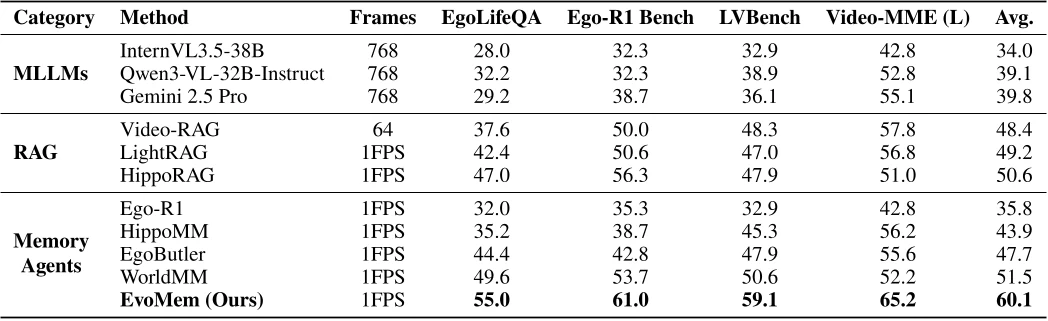 Category Method Frames EgoLifeQA Ego-R1 Bench LVBench Video-MME (L) Avg.
InternVL3.5-38B 768 28.0 32.3 32.9 42.8 34.0
MLLMs Qwen3-VL-32B-Instruct 768 32.2 32.3 38.9 52.8 39.1
Gemini 2.5 Pro 768 29.2 38.7 36.1 55.1 39.8
Video-RAG 64 37.6 50.0 48.3 57.8 48.4
RAG LightRAG 1FPS 42.4 50.6 47.0 56.8 49.2
HippoRAG 1FPS 47.0 56.3 47.9 51.0 50.6
Ego-R1 1FPS 32.0 35.3 32.9 42.8 35.8
HippoMM 1FPS 35.2 38.7 45.3 56.2 43.9
Memory Agents EgoButler 1FPS 44.4 42.8 47.9 55.6 47.7
WorldMM 1FPS 49.6 53.7 50.6 52.2 51.5
EvoMem (Ours) 1FPS 55.0 61.0 59.1 65.2 60.1